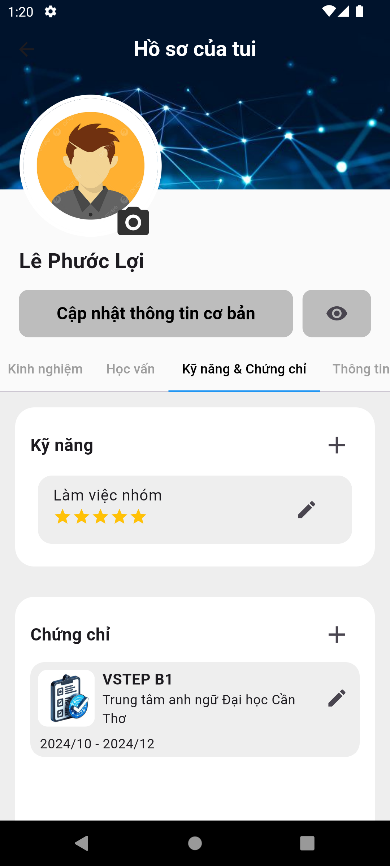 1:20
Hồ sơ của tui
Lê Phước Lợi
Cập nhật thông tin cơ bản
Kinh nghiệm Học vấn Kỹ năng & Chứng chỉ Thông tin
Kỹ năng
Làm việc nhóm
Chứng chỉ
VSTEP B1
Trung tâm anh ngữ Đại học Cần
Thơ
2024/10 - 2024/12